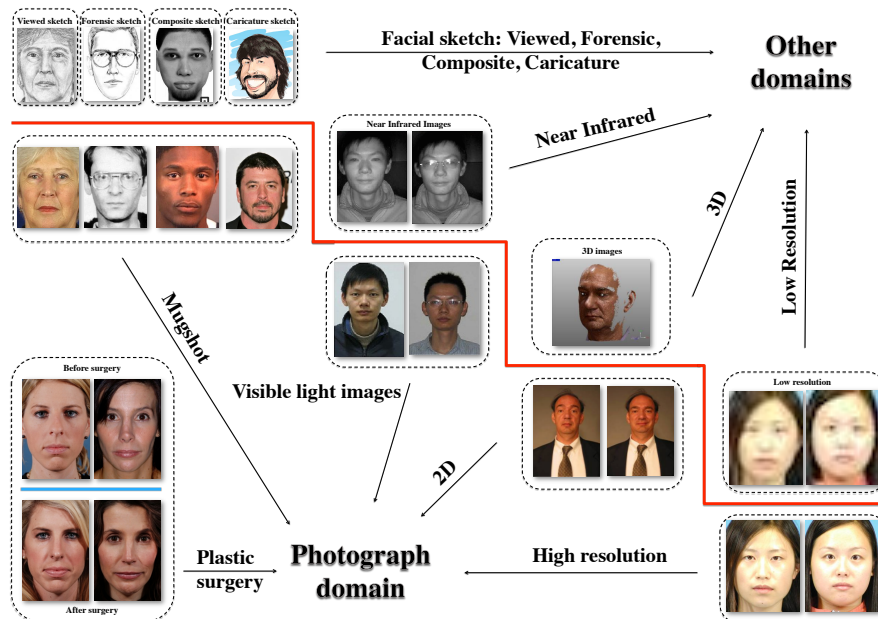 Viewed sketch
Forensic sketch
Composite sketch
Caricature sketch
Facial sketch: Viewed, Forensic,
Composite, Caricature
Other
domains
Near Infrared Images
Near Infrared
3D
Low Resolution
3D images
Mugshot
Visible light images
Before surgery
Low resolution
2D
Plastic
surgery
Photograph
domain
High resolution
After surgery